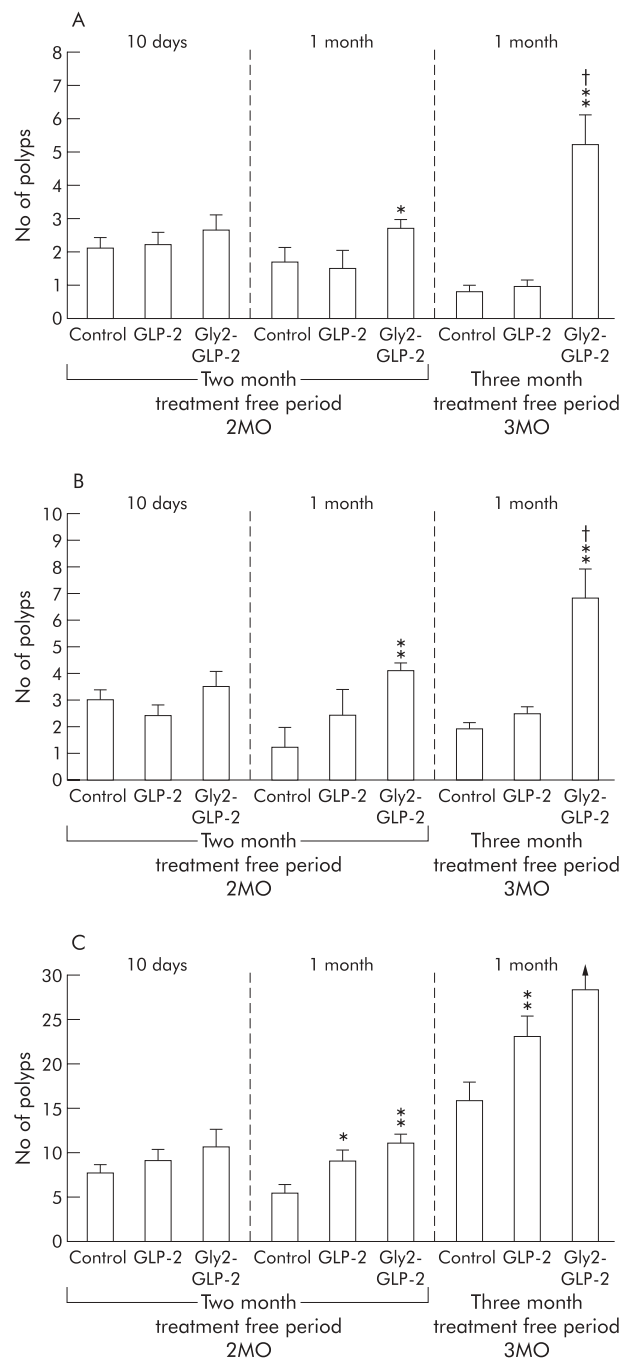 A
10 days 1 month 1 month
8
7
6
5
4
3
2
1
0
No of polyps
*
†
*
*
Control GLP-2 Gly2-
GLP-2
Control GLP-2 Gly2-
GLP-2
Control GLP-2 Gly2-
GLP-2
Two month
treatment free period
2MO
Three month
treatment free period
3MO
B
10 days 1 month 1 month
10
9
8
7
6
5
4
3
2
1
0
No of polyps
*
*
†
*
*
Control GLP-2 Gly2-
GLP-2
Control GLP-2 Gly2-
GLP-2
Control GLP-2 Gly2-
GLP-2
Two month
treatment free period
2MO
Three month
treatment free period
3MO
C
10 days 1 month 1 month
30
25
20
15
10
5
0
No of polyps
*
*
*
*
*
Control GLP-2 Gly2-
GLP-2
Control GLP-2 Gly2-
GLP-2
Control GLP-2 Gly2-
GLP-2
Two month
treatment free period
2MO
Three month
treatment free period
3MO